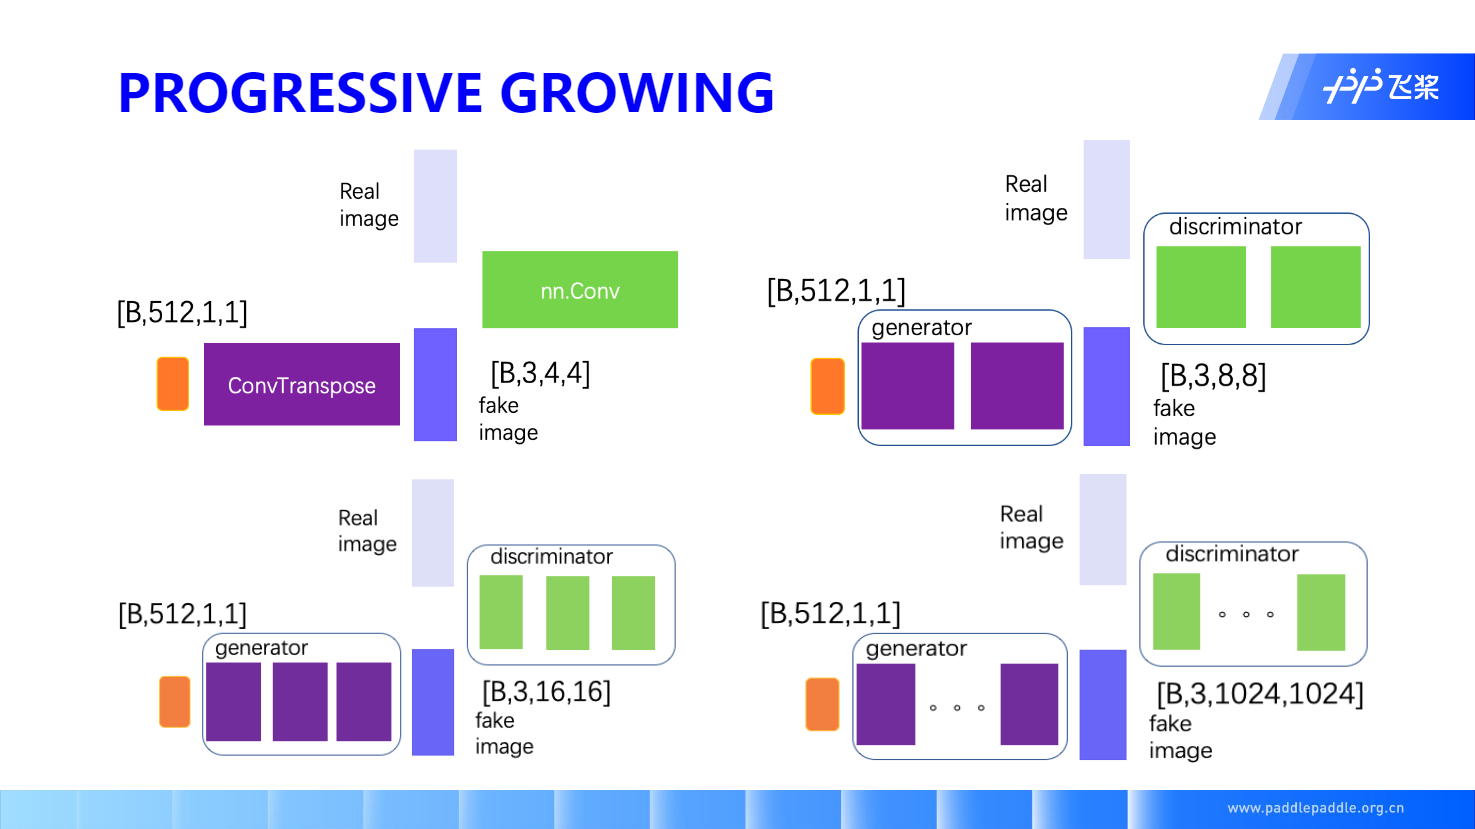 PROGRESSIVE GROWING
飞桨
Real
image
nn.Conv
[B,512,1,1]
ConvTranspose
[B,3,4,4]
fake
image
Real
image
discriminator
[B,512,1,1]
generator
[B,3,8,8]
fake
image
Real
image
discriminator
[B,512,1,1]
generator
[B,3,16,16]
fake
image
Real
image
discriminator
[B,512,1,1]
generator
[B,3,1024,1024]
fake
image
www.paddlepaddle.org.cn